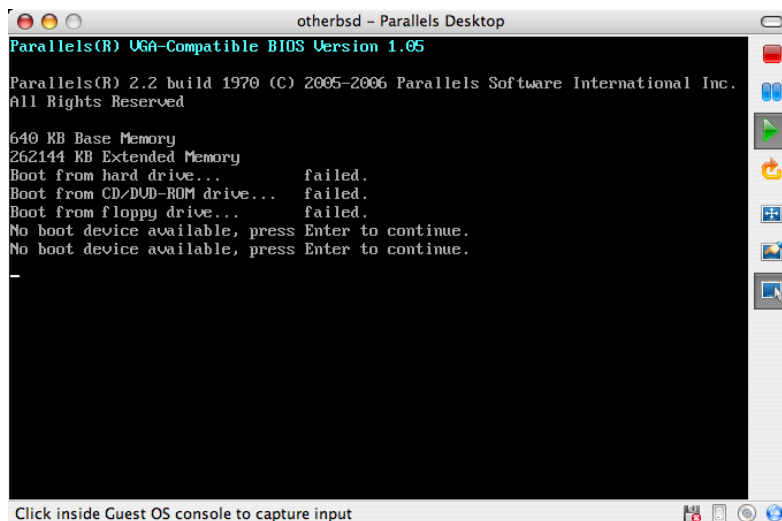 otherbsd – Parallels Desktop
Parallels(R) VGA-Compatible BIOS Version 1.05
Parallels(R) 2.2 build 1970 (C) 2005-2006 Parallels Software International Inc.
All Rights Reserved
640 KB Base Memory
262144 KB Extended Memory
Boot from hard drive... failed.
Boot from CD/DVD-ROM drive... failed.
Boot from floppy drive... failed.
No boot device available, press Enter to continue.
No boot device available, press Enter to continue.
Click inside Guest OS console to capture input